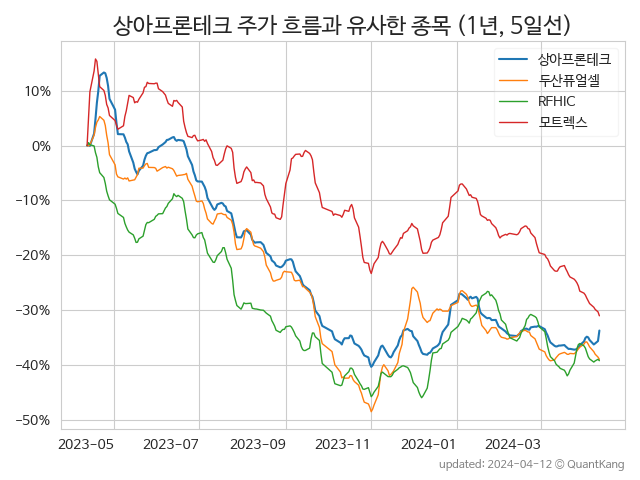 상아프론테크 주가 흐름과 유사한 종목 (1년, 5일선)
상아프론테크
두산퓨얼셀
RFHIC
모트렉스
10%
0%
−10%
−20%
−30%
−40%
−50%
2023-05 2023-07 2023-09 2023-11 2024-01 2024-03
updated: 2024-04-12 © QuantKang